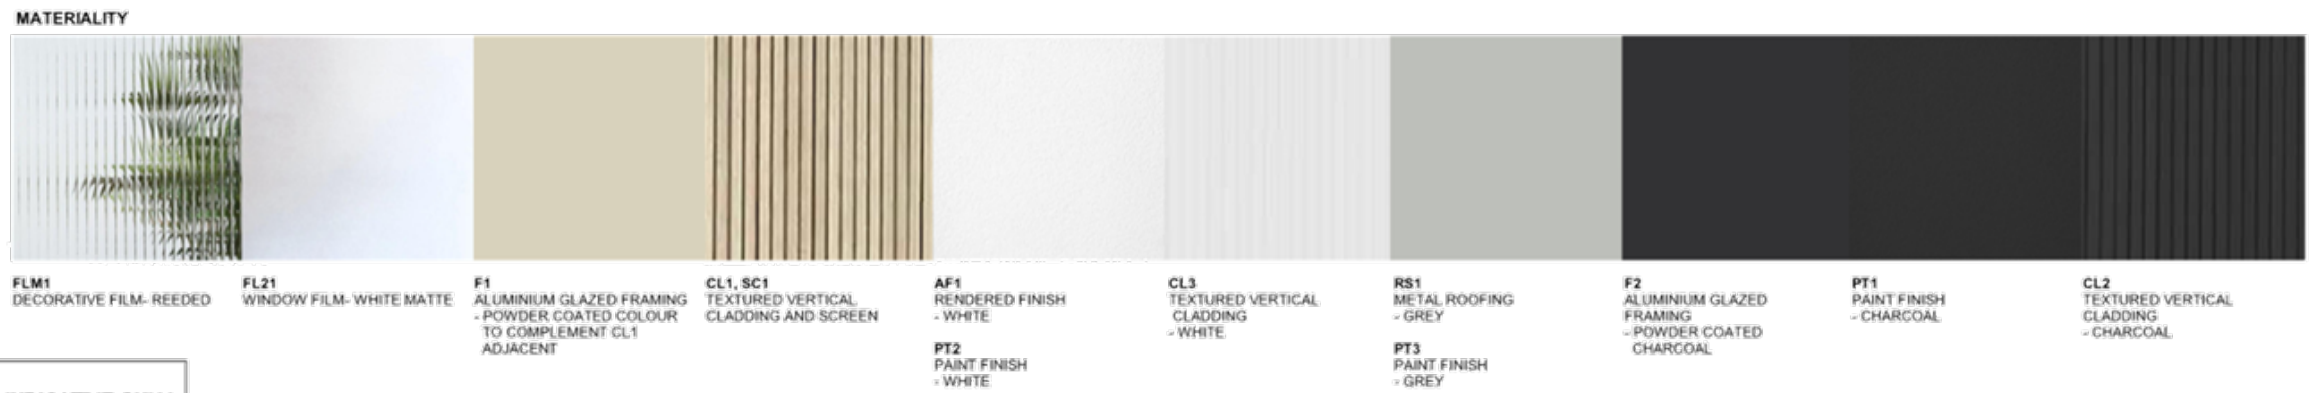 MATERIALITY
FLM1
DECORATIVE FILM- REEDED
FL21
WINDOW FILM- WHITE MATTE
F1
ALUMINIUM GLAZED FRAMING
- POWDER COATED COLOUR
TO COMPLEMENT CL1
ADJACENT
CL1, SC1
TEXTURED VERTICAL
CLADDING AND SCREEN
AF1
RENDERED FINISH
- WHITE
PT2
PAINT FINISH
- WHITE
CL3
TEXTURED VERTICAL
CLADDING
- WHITE
RS1
METAL ROOFING
- GREY
PT3
PAINT FINISH
- GREY
F2
ALUMINIUM GLAZED
FRAMING
- POWDER COATED
CHARCOAL
PT1
PAINT FINISH
- CHARCOAL
CL2
TEXTURED VERTICAL
CLADDING
- CHARCOAL